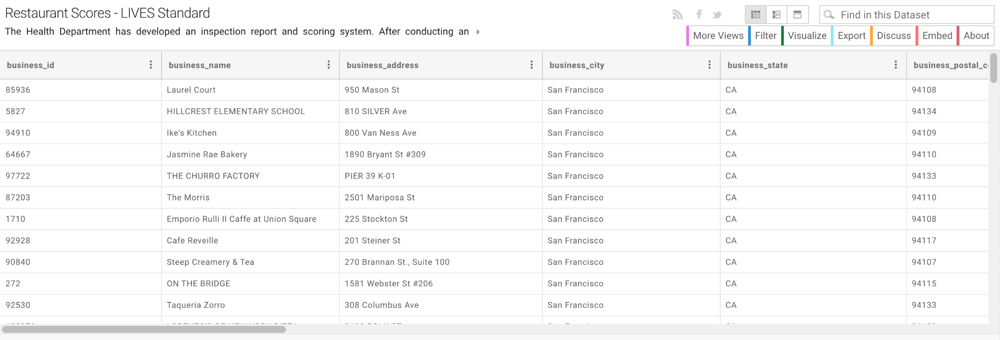 Restaurant Scores - LIVES Standard
Find in this Dataset
The Health Department has developed an inspection report and scoring system. After conducting an
More Views Filter Visualize Export Discuss Embed About
business_id business_name business_address business_city business_state business_postal_c
85936 Laurel Court 950 Mason St San Francisco CA 94108
5827 HILLCREST ELEMENTARY SCHOOL 810 SILVER Ave San Francisco CA 94134
94910 Ike's Kitchen 800 Van Ness Ave San Francisco CA 94109
64667 Jasmine Rae Bakery 1890 Bryant St #309 San Francisco CA 94110
97722 THE CHURRO FACTORY PIER 39 K-01 San Francisco CA 94133
87203 The Morris 2501 Mariposa St San Francisco CA 94110
1710 Emporio Rulli Il Caffe at Union Square 225 Stockton St San Francisco CA 94108
92928 Cafe Reveille 201 Steiner St San Francisco CA 94117
90840 Steep Creamery & Tea 270 Brannan St., Suite 100 San Francisco CA 94107
272 ON THE BRIDGE 1581 Webster St #206 San Francisco CA 94115
92530 Taqueria Zorro 308 Columbus Ave San Francisco CA 94133